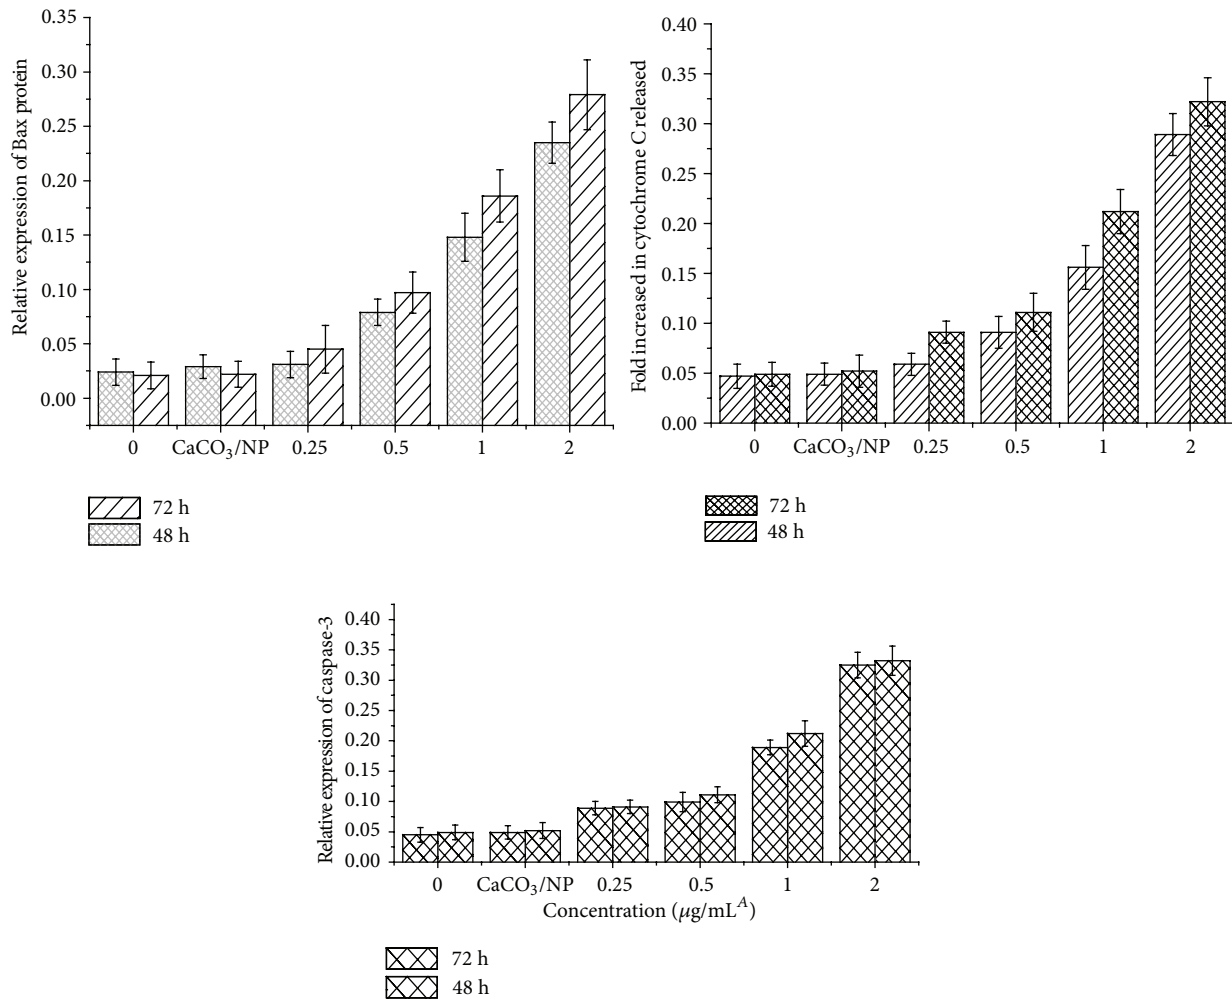 Relative expression of Bax protein
0.35
0.30
0.25
0.20
0.15
0.10
0.05
0.00
0 CaCO₃/NP 0.25 0.5 1 2
72 h
48 h
Fold increased in cytochrome C released
0.40
0.35
0.30
0.25
0.20
0.15
0.10
0.05
0.00
0 CaCO₃/NP 0.25 0.5 1 2
72 h
48 h
Relative expression of caspase-3
0.40
0.35
0.30
0.25
0.20
0.15
0.10
0.05
0.00
0 CaCO₃/NP 0.25 0.5 1 2
Concentration (μg/mLᴬ)
72 h
48 h